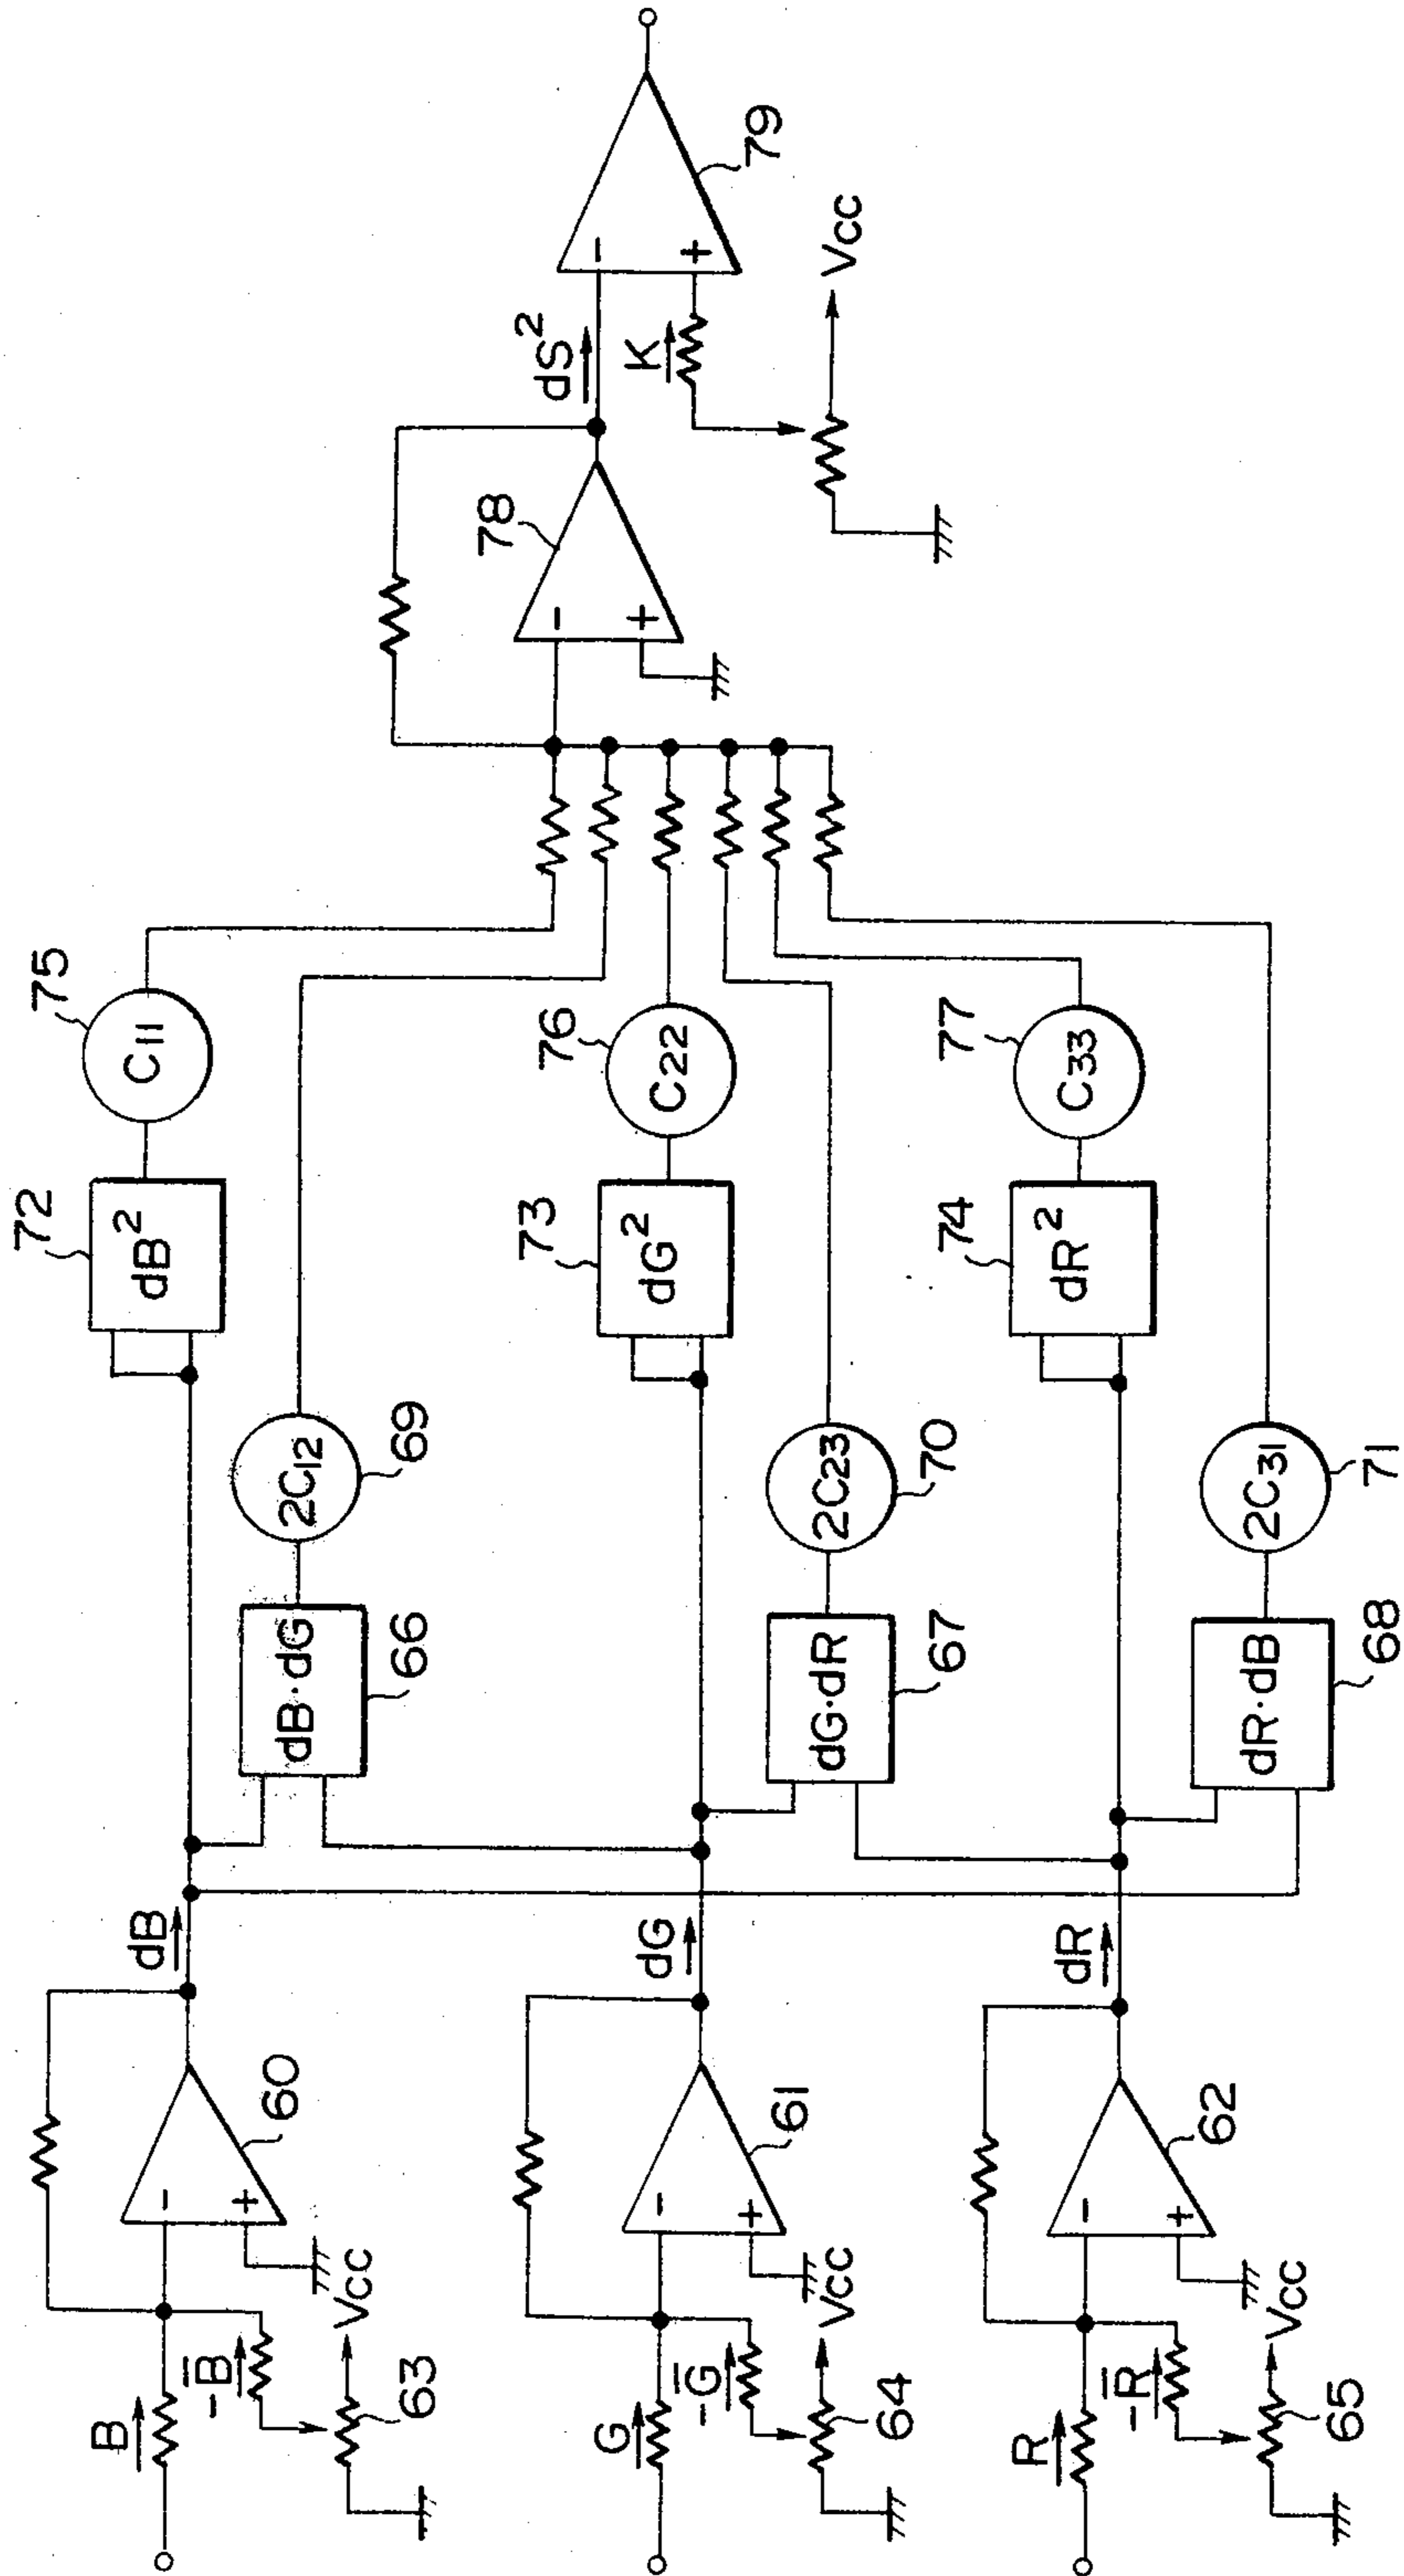 B
-B̅
VCC
63
-
+
60
dB
dB·dG
66
2C12
69
dB²
72
C11
75
G
-G̅
VCC
64
-
+
61
dG
dG·dR
67
2C23
70
dG²
73
C22
76
R
-R̅
VCC
65
-
+
62
dR
dR·dB
68
2C31
71
dR²
74
C33
77
-
+
78
dS²
K
VCC
-
+
79